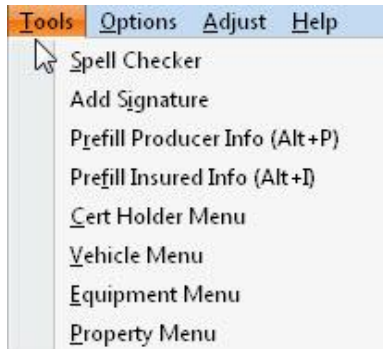 Tools Options Adjust Help
Spell Checker
Add Signature
Prefill Producer Info (Alt+P)
Prefill Insured Info (Alt+I)
Cert Holder Menu
Vehicle Menu
Equipment Menu
Property Menu